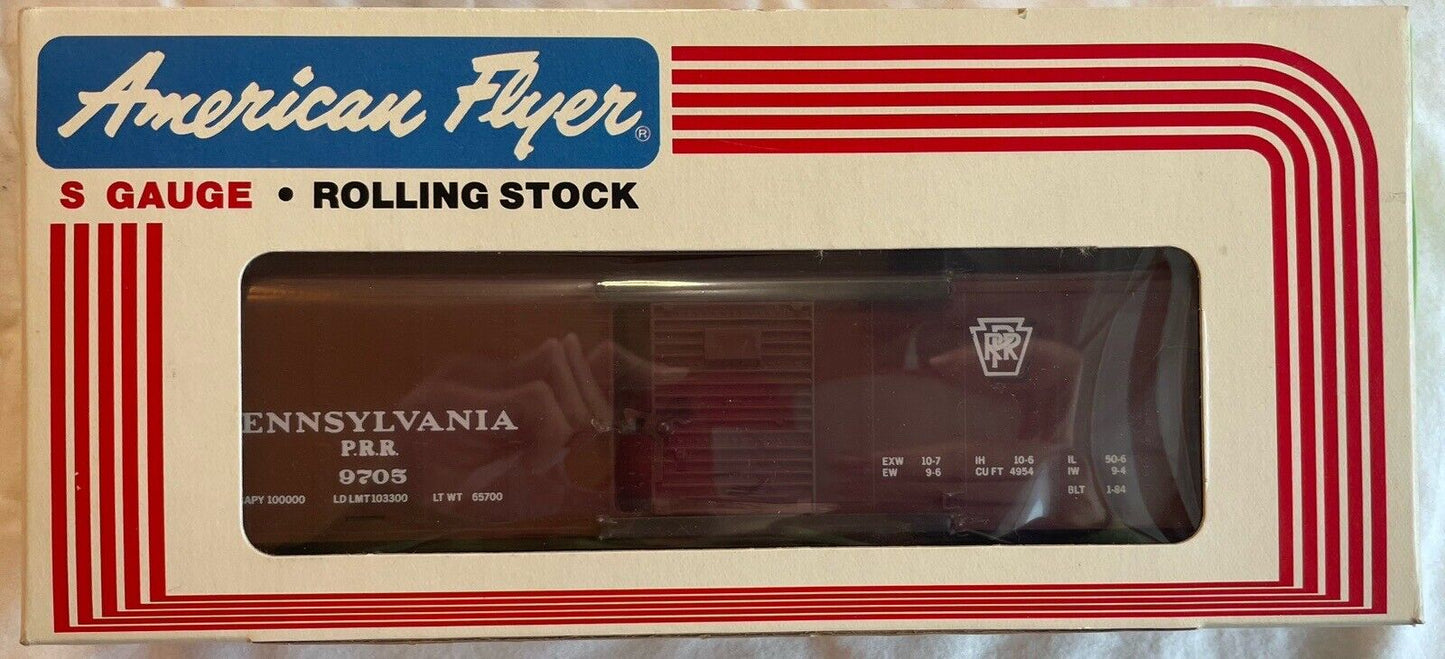 American Flyer®
S GAUGE • ROLLING STOCK
ENNSYLVANIA
P.R.R.
9705
APY 100000 LD LMT 103300 LT WT 65700
PRR
EXW 10-7 IH 10-6 IL 50-6
EW 9-6 CU FT 4954 IW 9-4
BLT 1-84